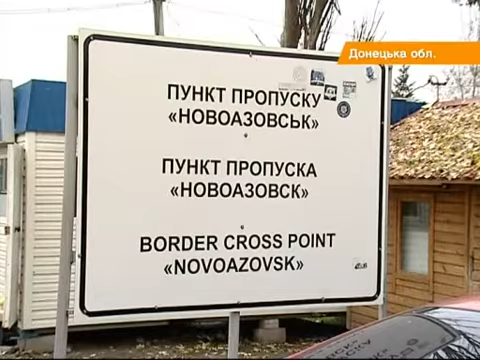 Донецька обл.
ПУНКТ ПРОПУСКУ
«НОВОАЗОВСЬК»
ПУНКТ ПРОПУСКА
«НОВОАЗОВСК»
BORDER CROSS POINT
«NOVOAZOVSK»